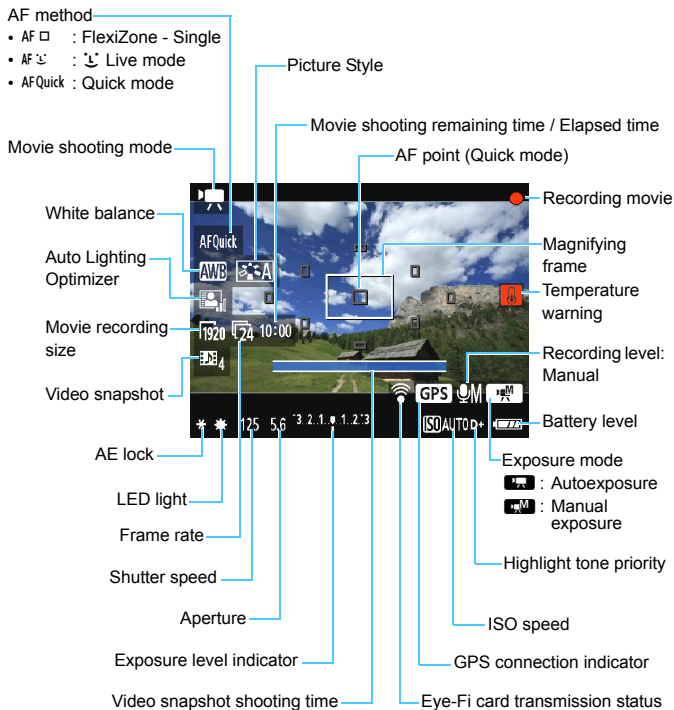 AF method
• AF □ : FlexiZone - Single
• AF : Live mode
• AFQuick : Quick mode
Picture Style
Movie shooting remaining time / Elapsed time
AF point (Quick mode)
Movie shooting mode
Recording movie
White balance
AFQuick
Magnifying
frame
Auto Lighting
Optimizer
AWB
A
Temperature
warning
Movie recording
size
1920 24 10:00
Recording level:
Manual
Video snapshot
4
GPS M M
AE lock
* 125 5.6 -3..2..1..▾..1..2.+3 ISO AUTO D+
Battery level
LED light
Exposure mode
: Autoexposure
M : Manual
exposure
Frame rate
Shutter speed
Highlight tone priority
Aperture
ISO speed
Exposure level indicator
GPS connection indicator
Video snapshot shooting time
Eye-Fi card transmission status